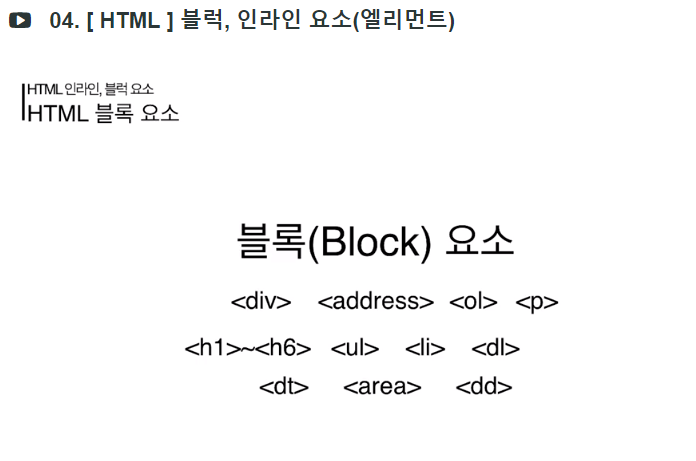 04. [ HTML ] 블럭, 인라인 요소(엘리먼트)
HTML 인라인, 블럭 요소
HTML 블록 요소
블록(Block) 요소
<div> <address> <ol> <p>
<h1>~<h6> <ul> <li> <dl>
<dt> <area> <dd>